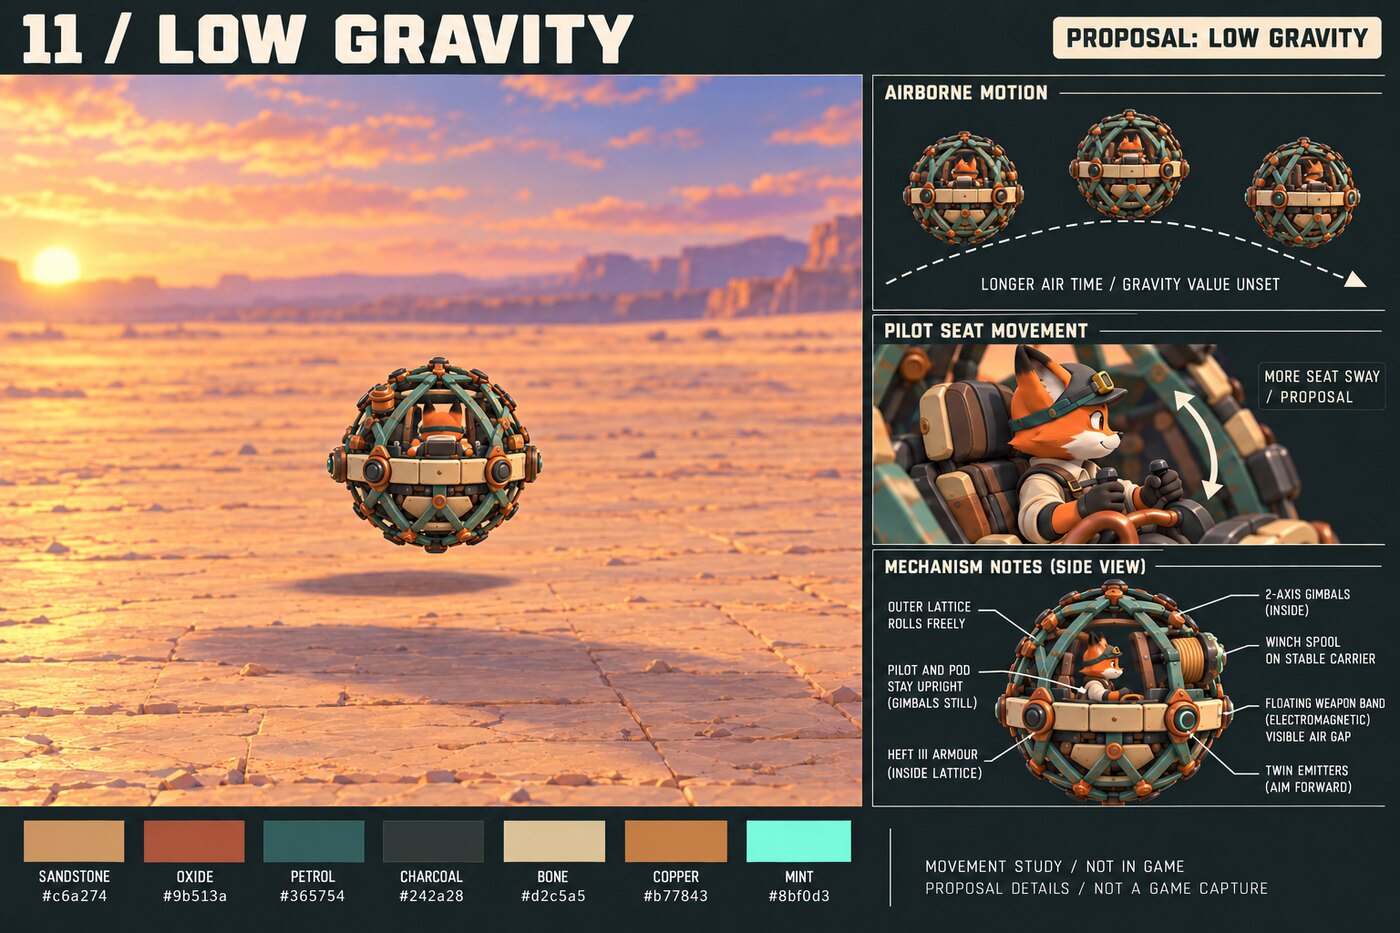 11 / LOW GRAVITY
PROPOSAL: LOW GRAVITY
AIRBORNE MOTION
LONGER AIR TIME / GRAVITY VALUE UNSET
PILOT SEAT MOVEMENT
MORE SEAT SWAY
/ PROPOSAL
MECHANISM NOTES (SIDE VIEW)
OUTER LATTICE
ROLLS FREELY
PILOT AND POD
STAY UPRIGHT
(GIMBALS STILL)
HEFT III ARMOUR
(INSIDE LATTICE)
2-AXIS GIMBALS
(INSIDE)
WINCH SPOOL
ON STABLE CARRIER
FLOATING WEAPON BAND
(ELECTROMAGNETIC)
VISIBLE AIR GAP
TWIN EMITTERS
(AIM FORWARD)
SANDSTONE
#c6a274
OXIDE
#9b513a
PETROL
#365754
CHARCOAL
#242a28
BONE
#d2c5a5
COPPER
#b77843
MINT
#8bf0d3
MOVEMENT STUDY / NOT IN GAME
PROPOSAL DETAILS / NOT A GAME CAPTURE